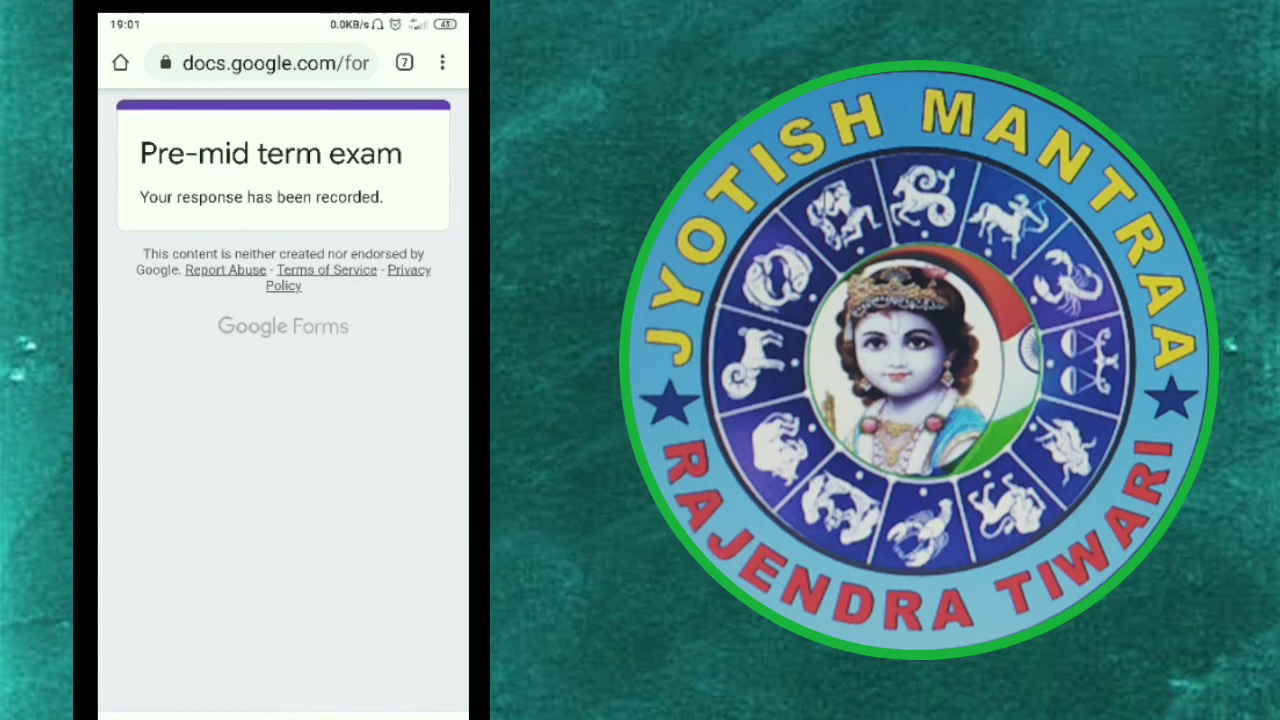 19:01
0.0KB/s
43
docs.google.com/for
7
Pre-mid term exam
Your response has been recorded.
This content is neither created nor endorsed by
Google. Report Abuse - Terms of Service - Privacy
Policy
Google Forms
JYOTISH MANTRAA
RAJENDRA TIWARI